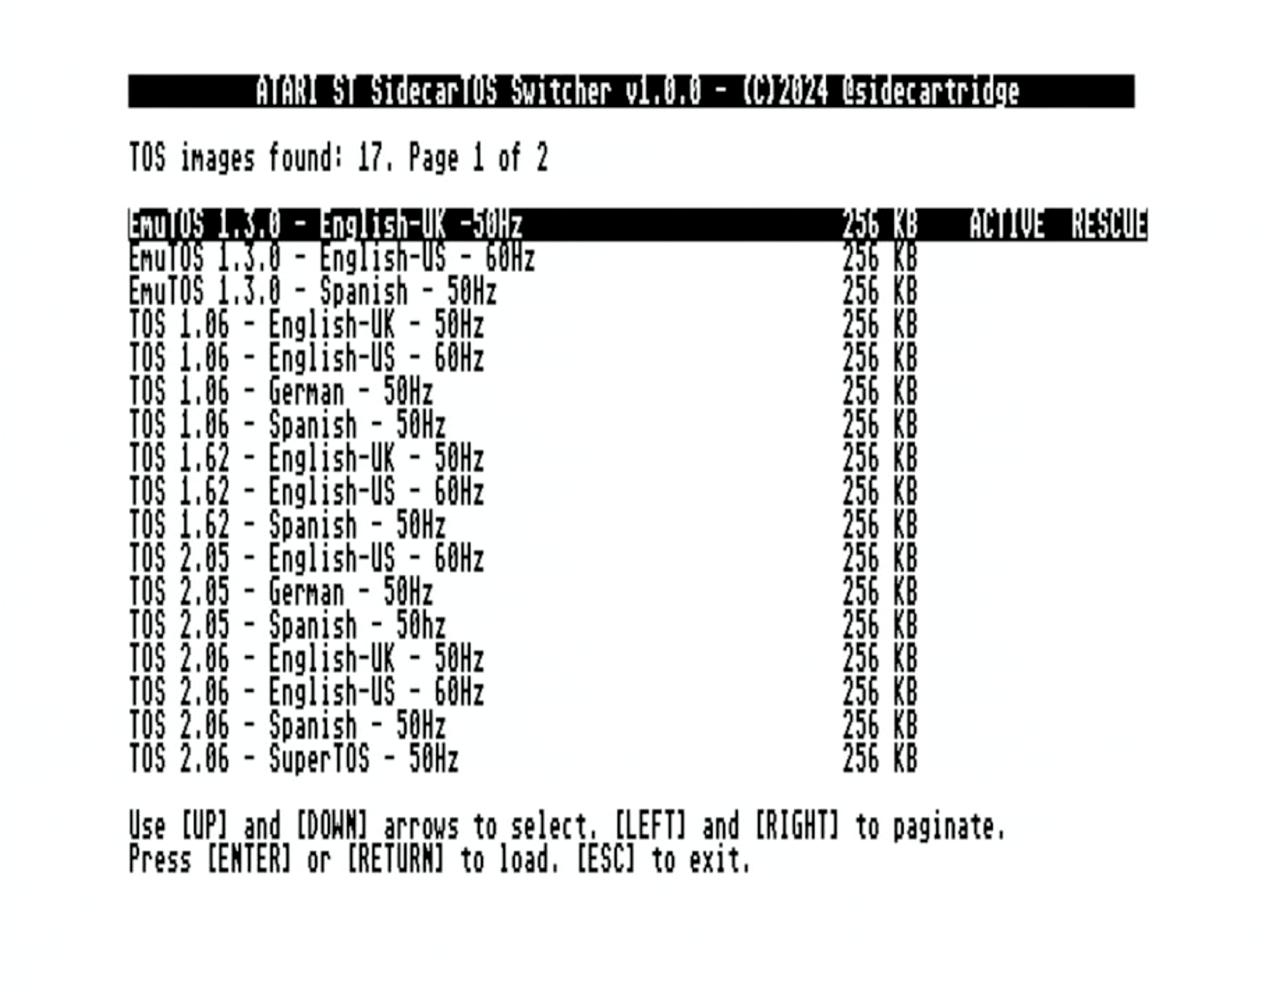 ATARI ST SidecarTOS Switcher v1.0.0 - (C)2024 @sidecartridge
TOS images found: 17. Page 1 of 2
EmuTOS 1.3.0 - English-UK -50Hz 256 KB ACTIVE RESCUE
EmuTOS 1.3.0 - English-US - 60Hz 256 KB
EmuTOS 1.3.0 - Spanish - 50Hz 256 KB
TOS 1.06 - English-UK - 50Hz 256 KB
TOS 1.06 - English-US - 60Hz 256 KB
TOS 1.06 - German - 50Hz 256 KB
TOS 1.06 - Spanish - 50Hz 256 KB
TOS 1.62 - English-UK - 50Hz 256 KB
TOS 1.62 - English-US - 60Hz 256 KB
TOS 1.62 - Spanish - 50Hz 256 KB
TOS 2.05 - English-US - 60Hz 256 KB
TOS 2.05 - German - 50Hz 256 KB
TOS 2.05 - Spanish - 50hz 256 KB
TOS 2.06 - English-UK - 50Hz 256 KB
TOS 2.06 - English-US - 60Hz 256 KB
TOS 2.06 - Spanish - 50Hz 256 KB
TOS 2.06 - SuperTOS - 50Hz 256 KB
Use [UP] and [DOWN] arrows to select. [LEFT] and [RIGHT] to paginate.
Press [ENTER] or [RETURN] to load. [ESC] to exit.